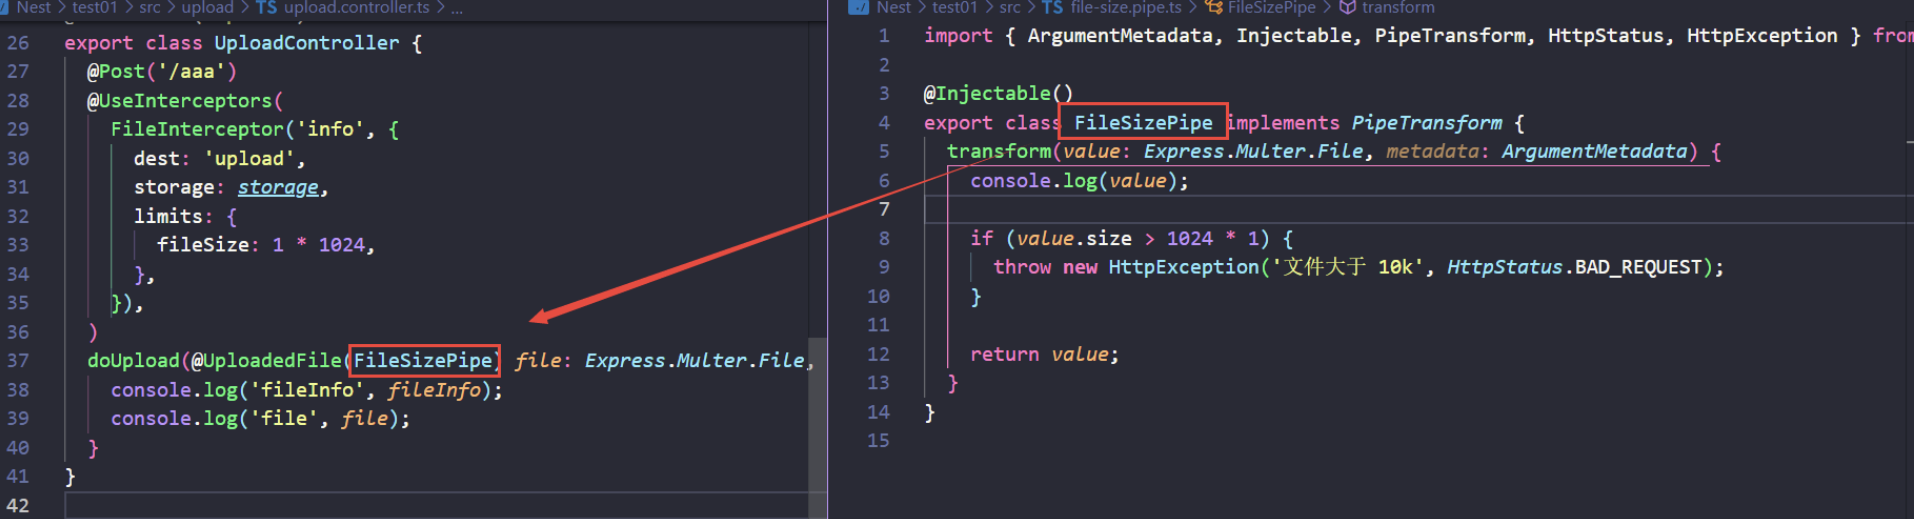 Nest > test01 > src > upload > TS upload.controller.ts > ...
26 export class UploadController {
27 @Post('/aaa')
28 @UseInterceptors(
29 FileInterceptor('info', {
30 dest: 'upload',
31 storage: storage,
32 limits: {
33 fileSize: 1 * 1024,
34 },
35 }),
36 )
37 doUpload(@UploadedFile(FileSizePipe) file: Express.Multer.File,
38 console.log('fileInfo', fileInfo);
39 console.log('file', file);
40 }
41 }
42
Nest > test01 > src > TS file-size.pipe.ts > FileSizePipe > transform
1 import { ArgumentMetadata, Injectable, PipeTransform, HttpStatus, HttpException } from
2
3 @Injectable()
4 export class FileSizePipe implements PipeTransform {
5 transform(value: Express.Multer.File, metadata: ArgumentMetadata) {
6 console.log(value);
7
8 if (value.size > 1024 * 1) {
9 throw new HttpException('文件大于 10k', HttpStatus.BAD_REQUEST);
10 }
11
12 return value;
13 }
14 }
15